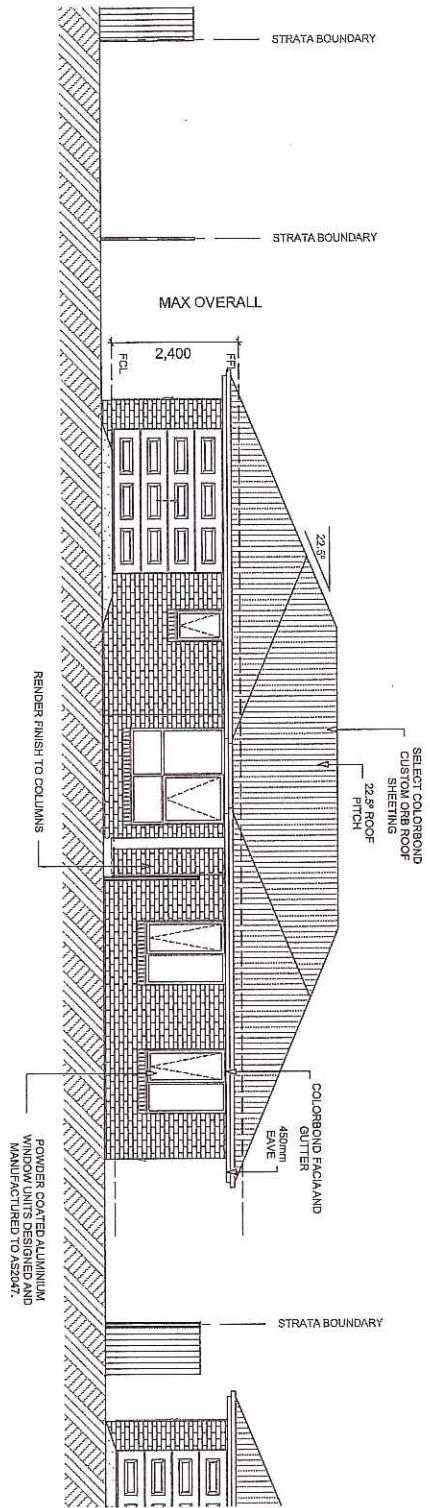 STRATA BOUNDARY
STRATA BOUNDARY
MAX OVERALL
2,400
FCL
FF
22.5°
SELECT COLORBOND
CUSTOM ORB ROOF
SHEETING
22.5° ROOF
PITCH
RENDER FINISH TO COLUMNS
COLORBOND FACIA AND
GUTTER
450mm
EAVE
POWDER COATED ALUMINIUM
WINDOW UNITS DESIGNED AND
MANUFACTURED TO AS2047.
STRATA BOUNDARY